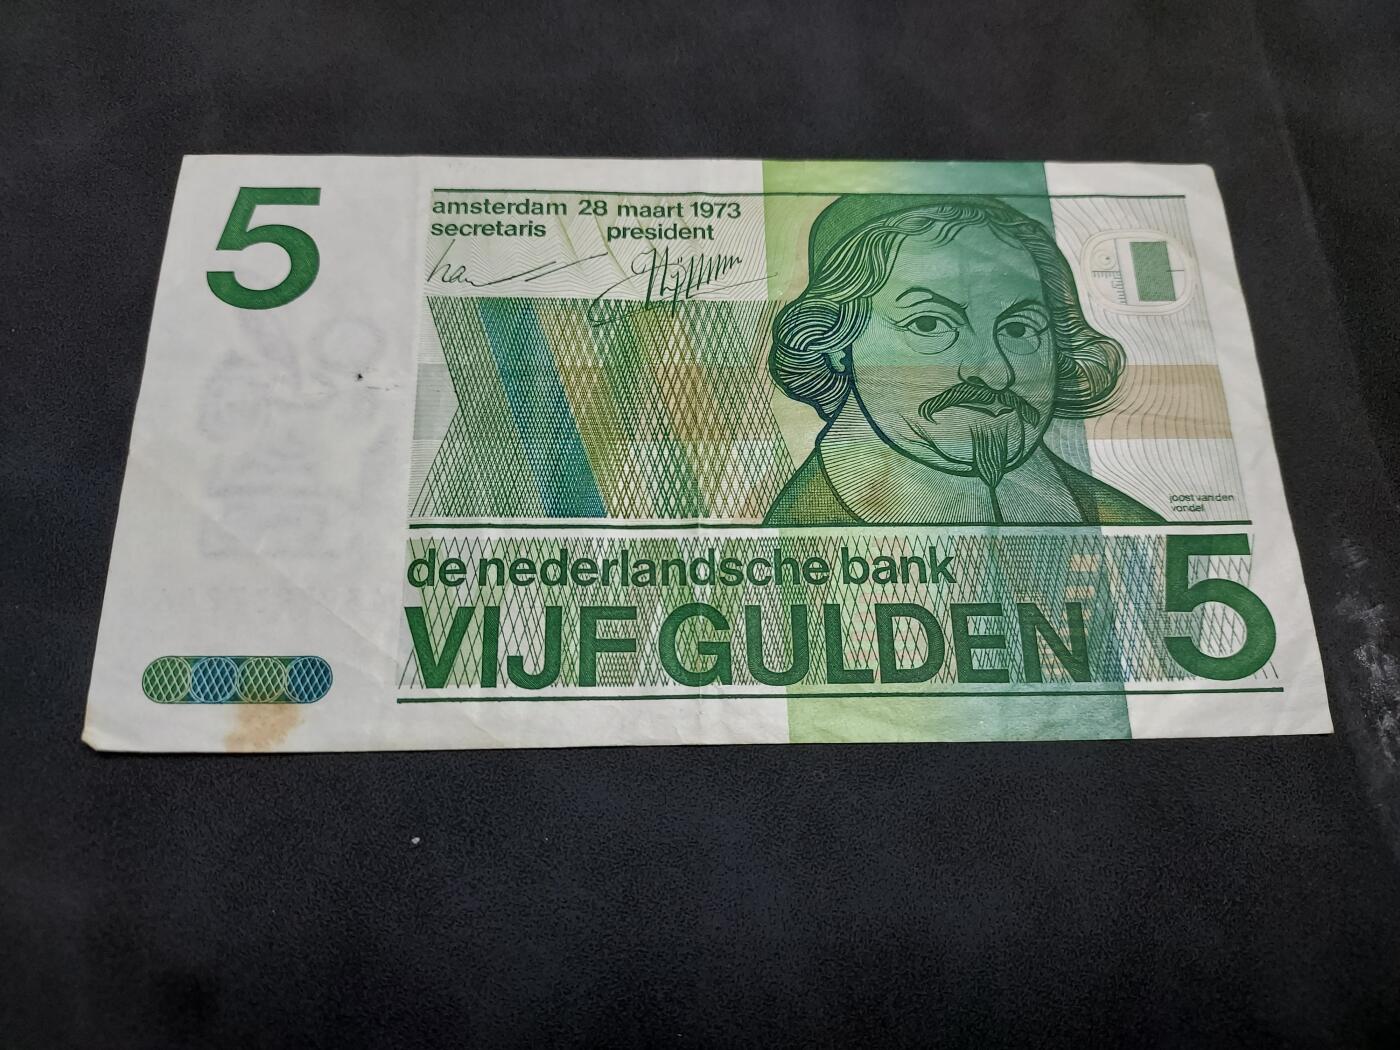 5
amsterdam 28 maart 1973
secretaris president
joost van den
vondel
de nederlandsche bank
VIJF GULDEN 5